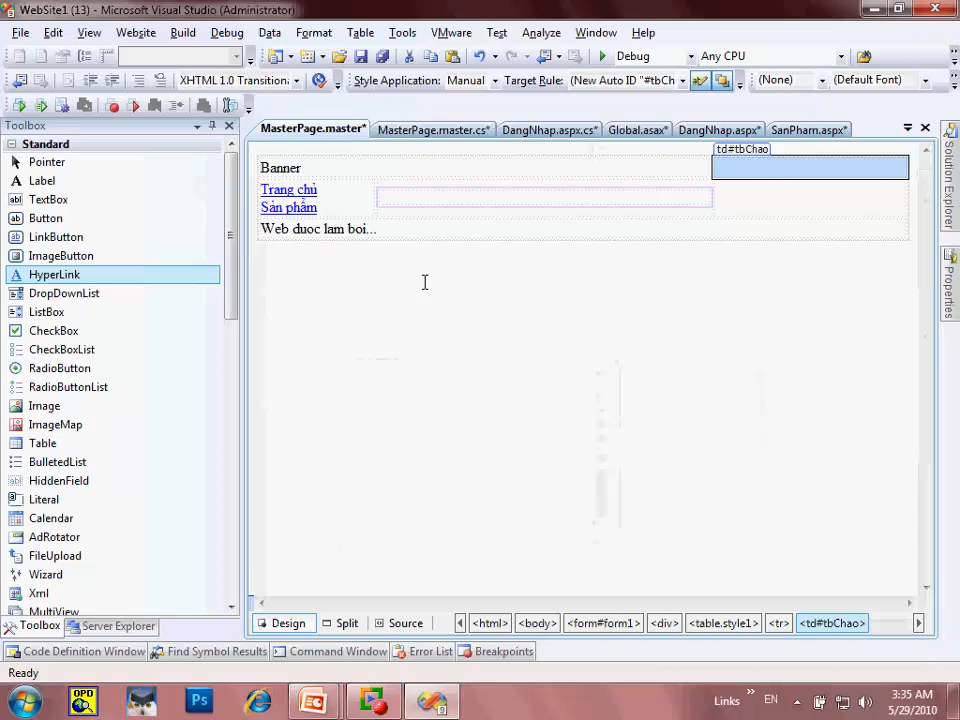 WebSite1 (13) - Microsoft Visual Studio (Administrator)
File Edit View Website Build Debug Data Format Table Tools VMware Test Analyze Window Help
Debug Any CPU
XHTML 1.0 Transition Style Application: Manual Target Rule: (New Auto ID "#tbCh (None) (Default Font)
Toolbox
MasterPage.master* MasterPage.master.cs* DangNhap.aspx.cs* Global.asax* DangNhap.aspx* SanPham.aspx*
Standard
Pointer
Label
TextBox
Button
LinkButton
ImageButton
HyperLink
DropDownList
ListBox
CheckBox
CheckBoxList
RadioButton
RadioButtonList
Image
ImageMap
Table
BulletedList
HiddenField
Literal
Calendar
AdRotator
FileUpload
Wizard
Xml
MultiView
td#tbChao
Banner
Trang chủ
Sản phẩm
Web duoc lam boi...
Solution Explorer
Properties
Toolbox Server Explorer
Design Split Source <html> <body> <form#form1> <div> <table.style1> <tr> <td#tbChao>
Code Definition Window Find Symbol Results Command Window Error List Breakpoints
Ready
OPD Ps Links EN 3:35 AM
5/29/2010